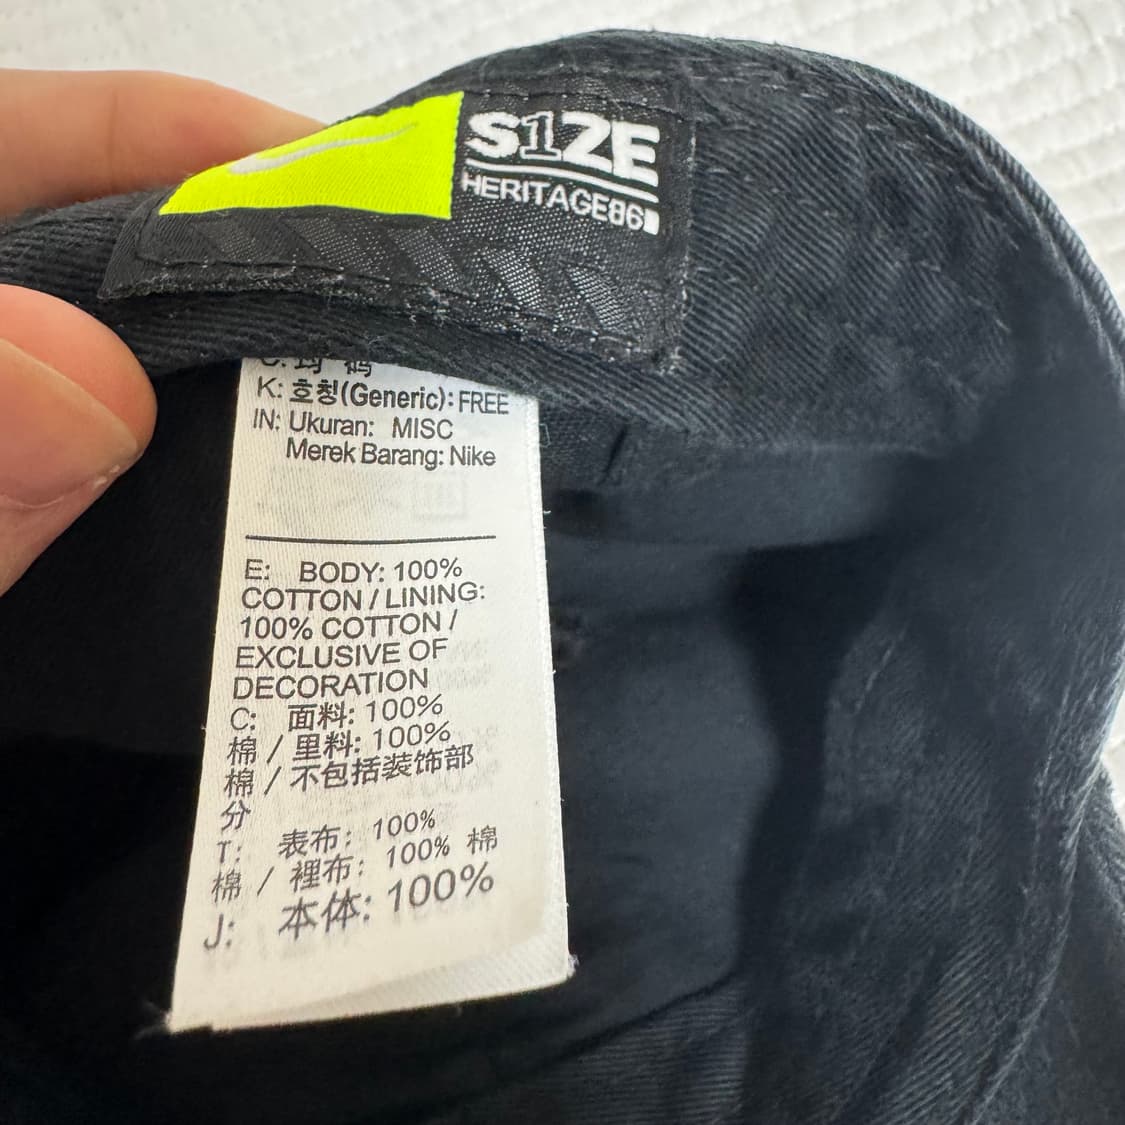 S1ZE
HERITAGE86
C: 均 码
K: 호칭(Generic): FREE
IN: Ukuran: MISC
Merek Barang: Nike
E: BODY: 100%
COTTON / LINING:
100% COTTON /
EXCLUSIVE OF
DECORATION
C: 面料: 100%
棉 / 里料: 100%
棉 / 不包括装饰部
分
T: 表布: 100%
棉 / 裡布: 100% 棉
J: 本体: 100%